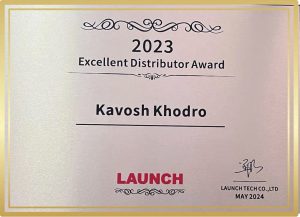 2023
Excellent Distributor Award
Kavosh Khodro
LAUNCH
LAUNCH TECH CO.,LTD
MAY 2024